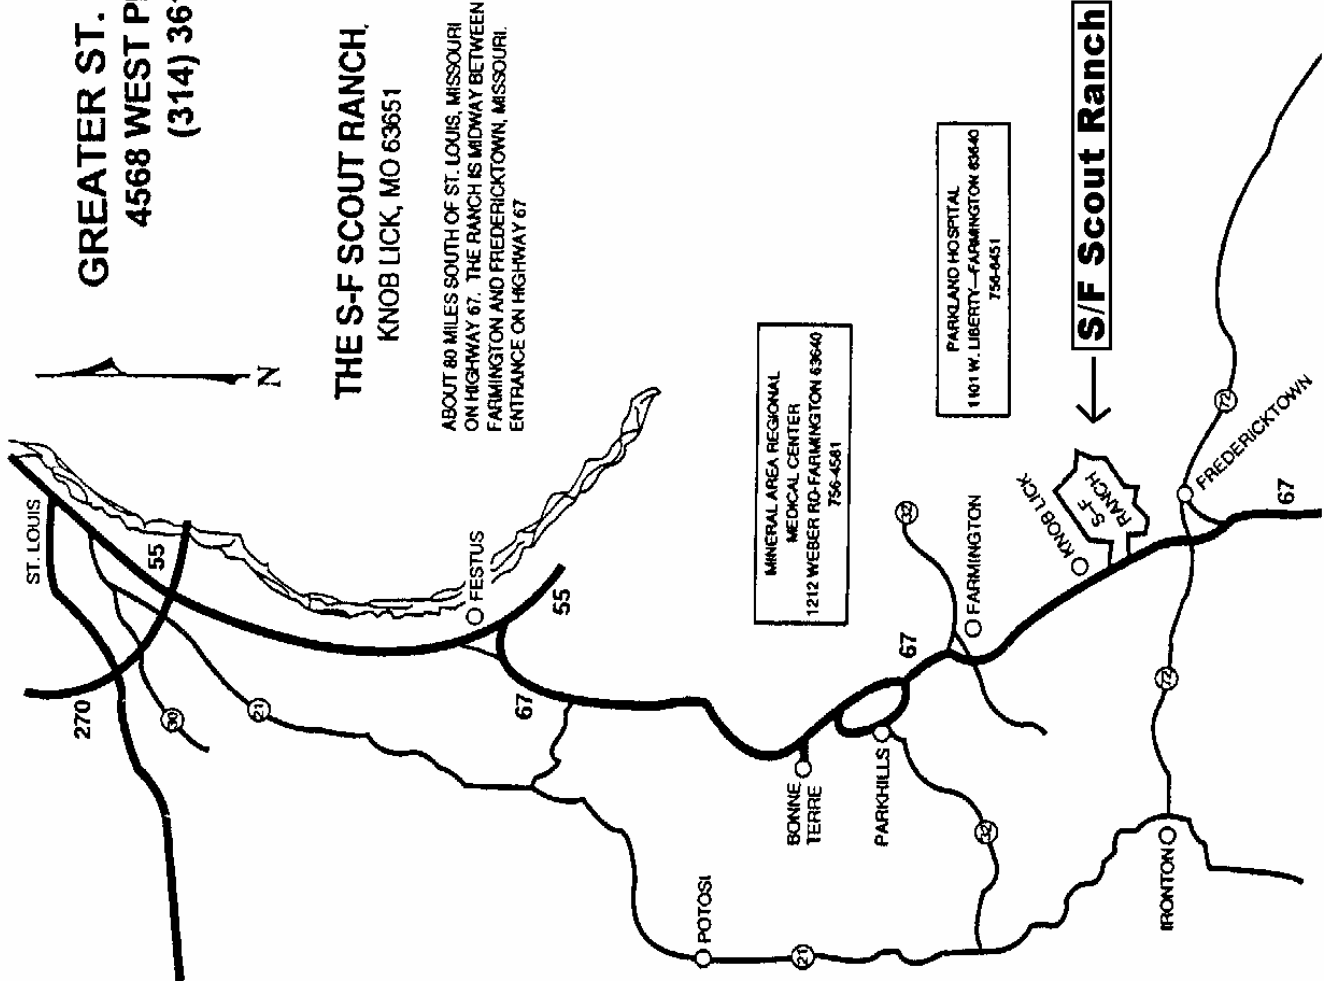 GREATER ST.
4568 WEST P
(314) 36
THE S-F SCOUT RANCH,
KNOB LICK, MO 63651
ABOUT 80 MILES SOUTH OF ST. LOUIS, MISSOURI
ON HIGHWAY 67. THE RANCH IS MIDWAY BETWEEN
FARMINGTON AND FREDERICKTOWN, MISSOURI.
ENTRANCE ON HIGHWAY 67
N
ST. LOUIS
55
270
30
21
FESTUS
55
67
MINERAL AREA REGIONAL
MEDICAL CENTER
1212 WEBER RD-FARMINGTON 63640
756-4581
PARKLAND HOSPITAL
1101 W. LIBERTY—FARMINGTON 63640
756-6451
S/F Scout Ranch
BONNE
TERRE
PARKHILLS
67
32
FARMINGTON
KNOB LICK
S-F
RANCH
POTOSI
21
32
IRONTON
72
72
FREDERICKTOWN
67